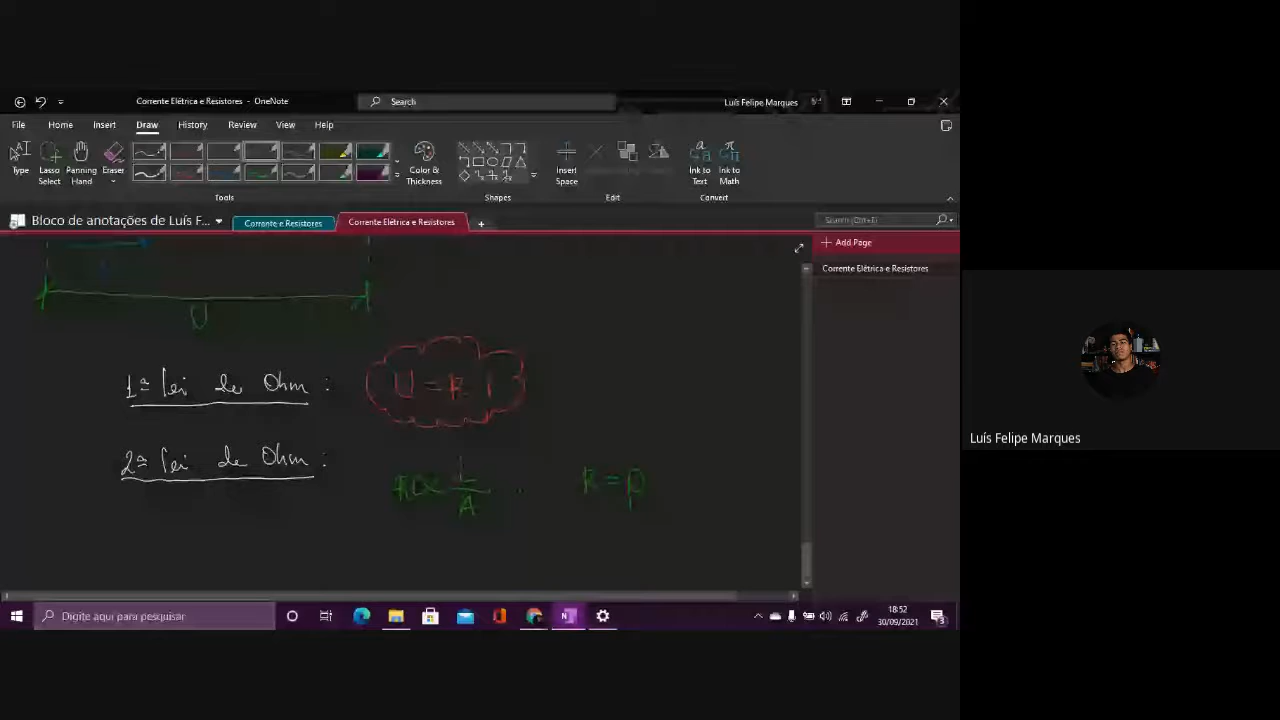 Corrente Elétrica e Resistores - OneNote
Search
Luís Felipe Marques
File Home Insert Draw History Review View Help
Type
Lasso Select
Panning Hand
Eraser
Color & Thickness
Insert Space
Ink to Text
Ink to Math
Tools
Shapes
Edit
Convert
Bloco de anotações de Luís F...
Corrente e Resistores
Corrente Elétrica e Resistores
+
Search (Ctrl+E)
+ Add Page
Corrente Elétrica e Resistores
U
1ª lei de Ohm : U = R. i
2ª lei de Ohm :
R ∝ L/A ... R = ρ
Luís Felipe Marques
Digite aqui para pesquisar
18:52
30/09/2021
3